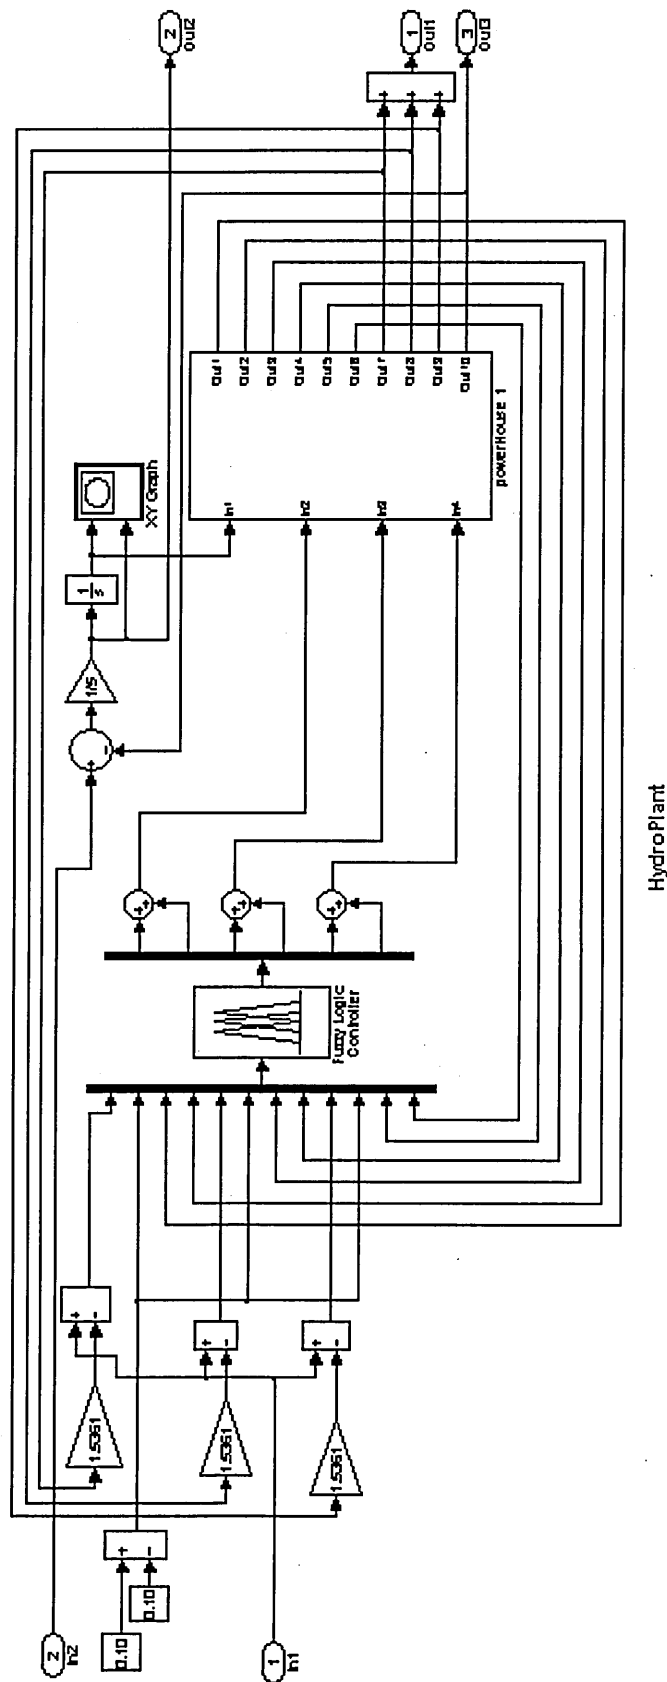 2
out2
1
out1
3
out3
+
+
+
XY Graph
1
s
1/5
+
-
Out1
Out2
Out3
Out4
Out5
Out6
Out7
Out8
Out9
Out10
In1
In2
In3
In4
powerHouse 1
+
+
+
+
+
+
Fuzzy Logic
Controller
+
-
+
-
+
-
1.5361
1.5361
1.5361
+
-
0.10
0.10
2
In2
1
In1
Hydro Plant